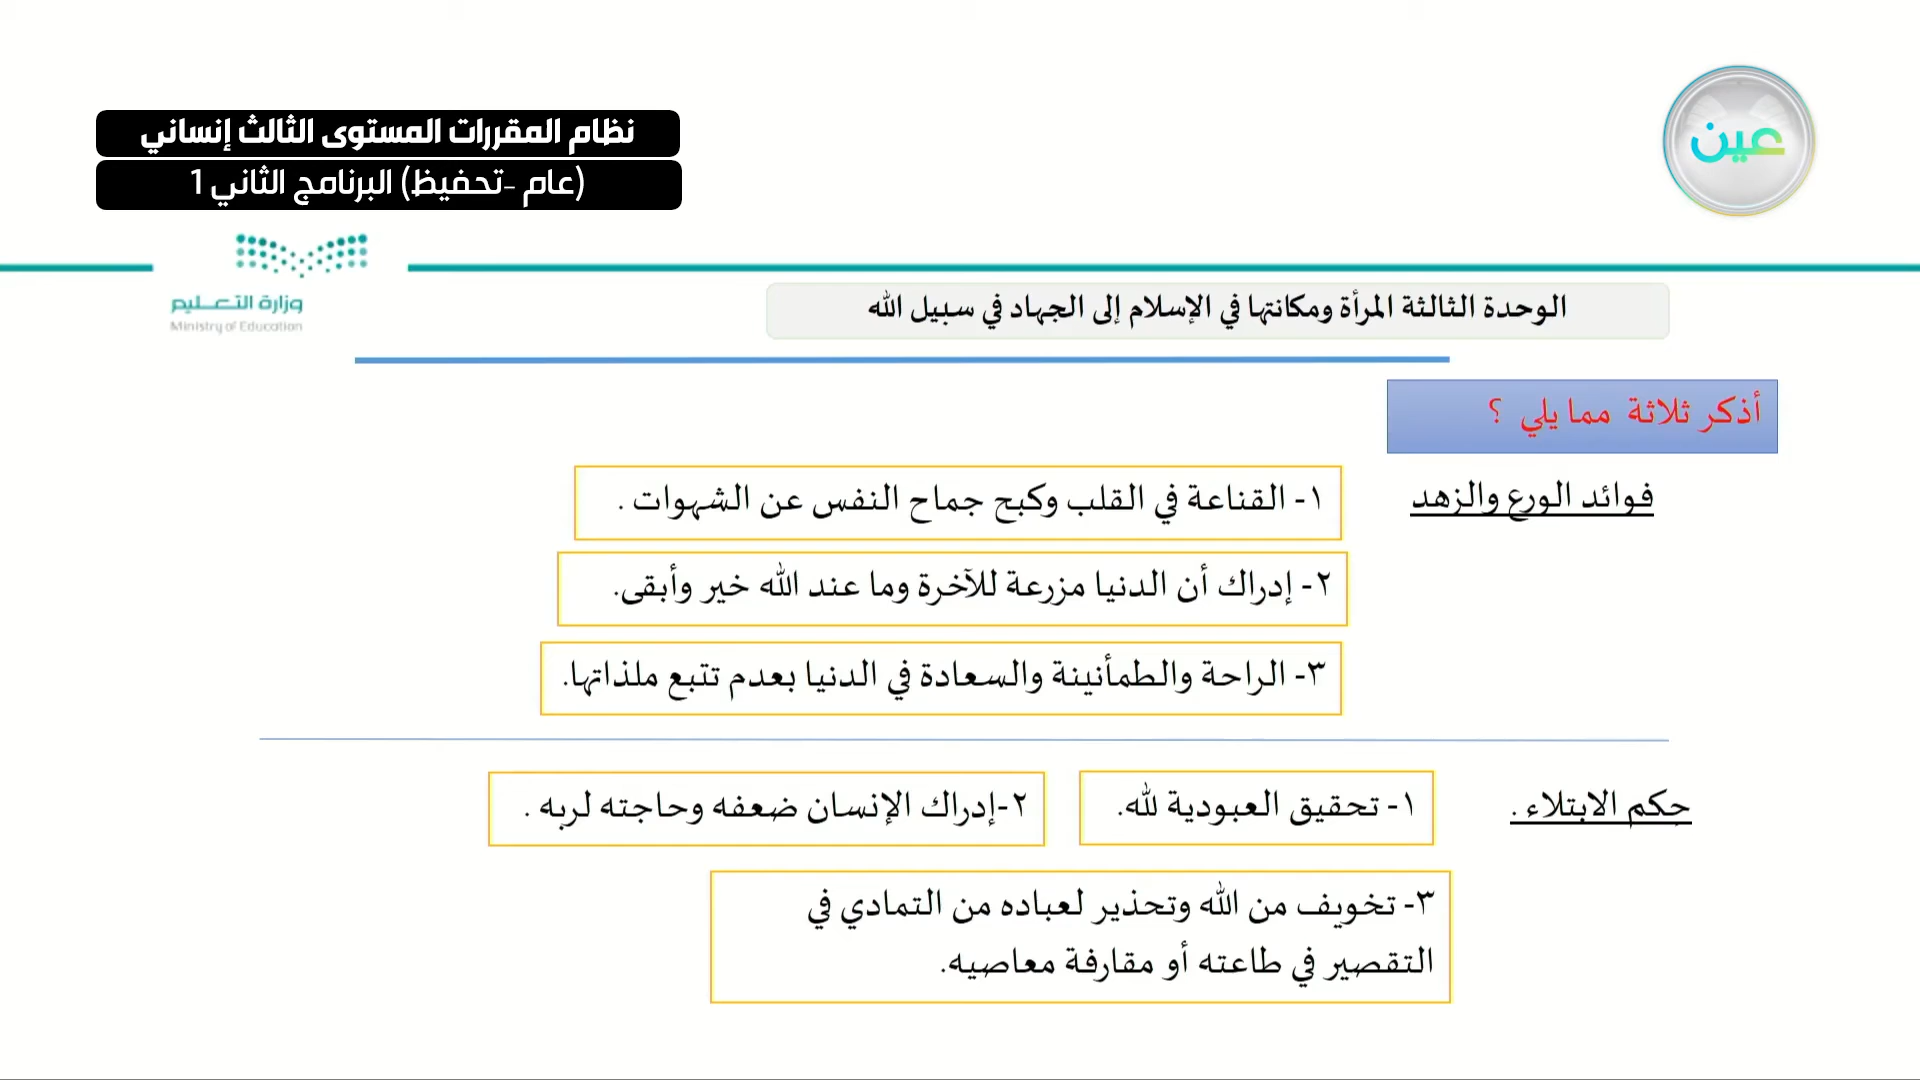 عين
نظام المقررات المستوى الثالث إنساني
(عام -تحفيظ) البرنامج الثاني 1
وزارة التعليم
Ministry of Education
الوحدة الثالثة المرأة ومكانتها في الإسلام إلى الجهاد في سبيل الله
أذكر ثلاثة مما يلي ؟
فوائد الورع والزهد
١- القناعة في القلب وكبح جماح النفس عن الشهوات .
٢- إدراك أن الدنيا مزرعة للآخرة وما عند الله خير وأبقى.
٣- الراحة والطمأنينة والسعادة في الدنيا بعدم تتبع ملذاتها.
حِكم الابتلاء .
١- تحقيق العبودية لله.
٢-إدراك الإنسان ضعفه وحاجته لربه .
٣- تخويف من الله وتحذير لعباده من التمادي في
التقصير في طاعته أو مقارفة معاصيه.